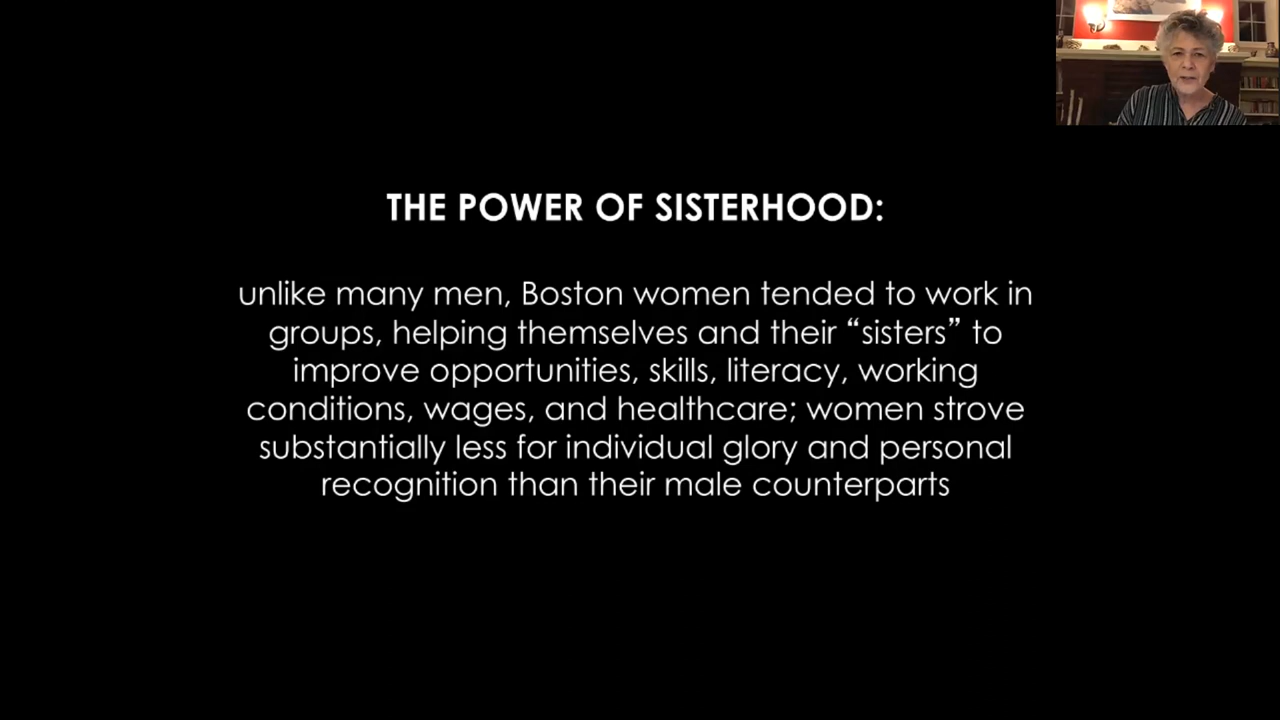 THE POWER OF SISTERHOOD:
unlike many men, Boston women tended to work in
groups, helping themselves and their “sisters” to
improve opportunities, skills, literacy, working
conditions, wages, and healthcare; women strove
substantially less for individual glory and personal
recognition than their male counterparts